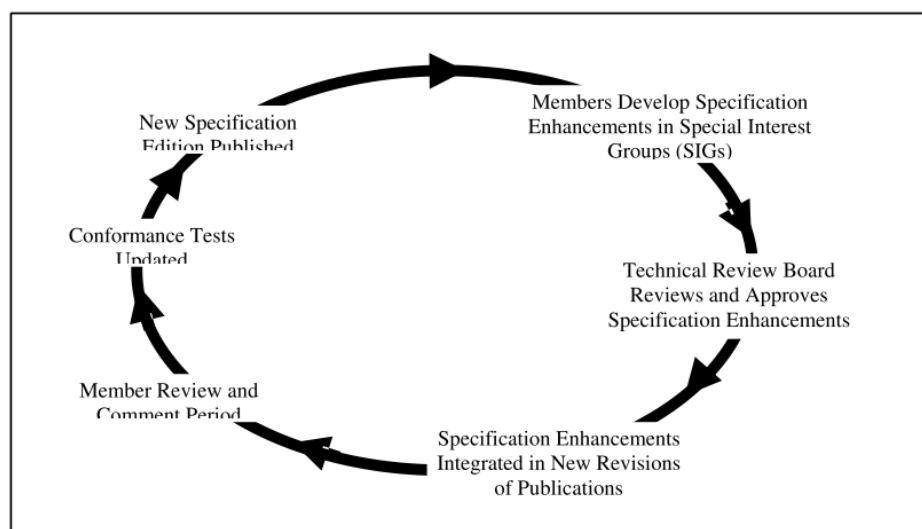 New Specification
Edition Published
Members Develop Specification
Enhancements in Special Interest
Groups (SIGs)
Technical Review Board
Reviews and Approves
Specification Enhancements
Specification Enhancements
Integrated in New Revisions
of Publications
Member Review and
Comment Period
Conformance Tests
Updated